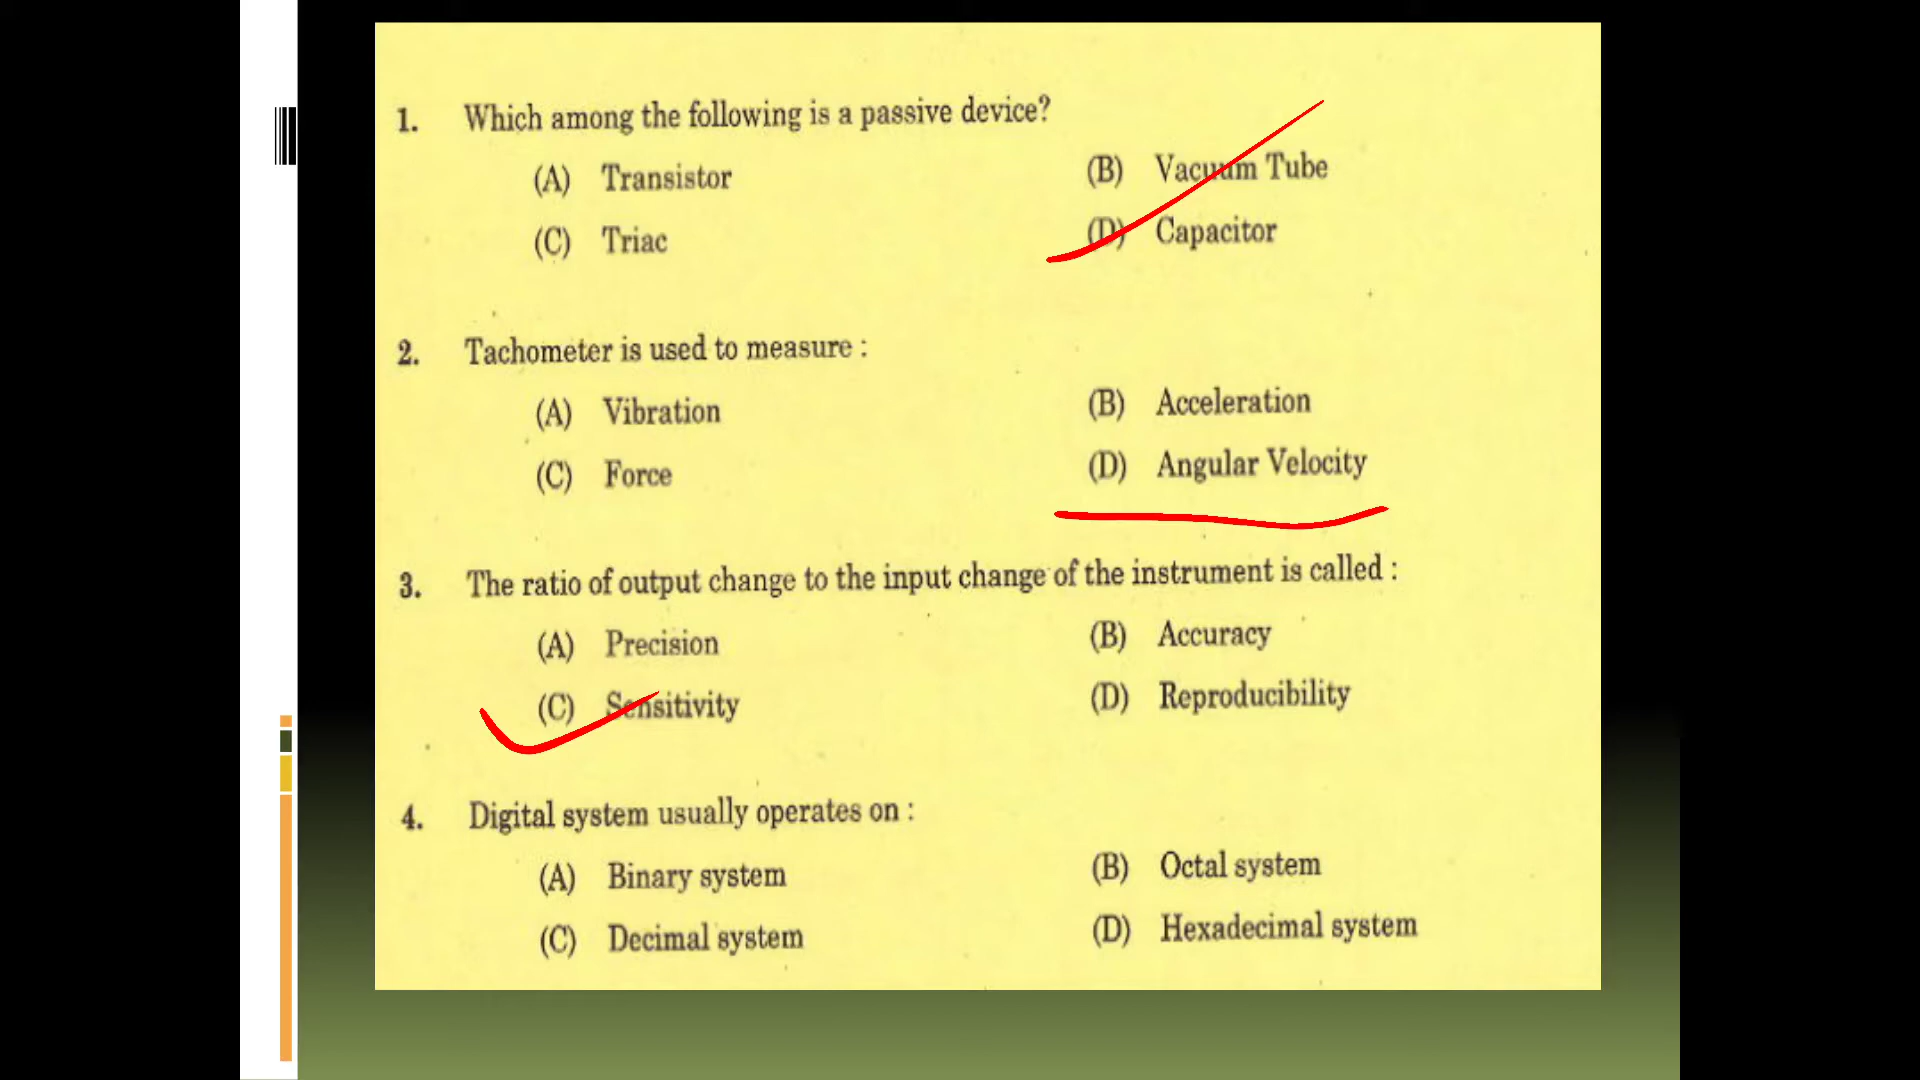 1. Which among the following is a passive device?
(A) Transistor (B) Vacuum Tube
(C) Triac (D) Capacitor
2. Tachometer is used to measure :
(A) Vibration (B) Acceleration
(C) Force (D) Angular Velocity
3. The ratio of output change to the input change of the instrument is called :
(A) Precision (B) Accuracy
(C) Sensitivity (D) Reproducibility
4. Digital system usually operates on :
(A) Binary system (B) Octal system
(C) Decimal system (D) Hexadecimal system